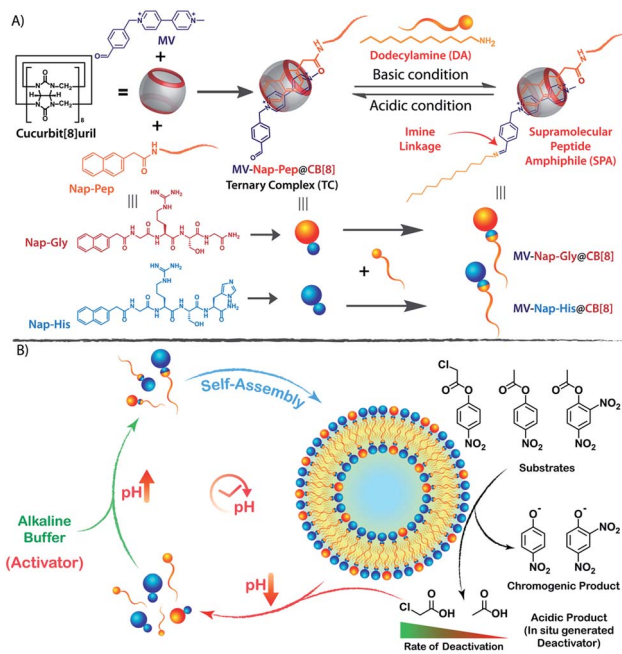 A)
MV
+
=
Cucurbit[8]uril
+
Nap-Pep
Dodecylamine (DA)
Basic condition
Acidic condition
MV-Nap-Pep@CB[8]
Ternary Complex (TC)
Imine
Linkage
Supramolecular
Peptide
Amphiphile (SPA)
Nap-Gly
Nap-His
+
MV-Nap-Gly@CB[8]
MV-Nap-His@CB[8]
B)
Self-Assembly
pH
pH
Alkaline
Buffer
(Activator)
pH
Substrates
Chromogenic Product
Acidic Product
(In situ generated
Deactivator)
Rate of Deactivation